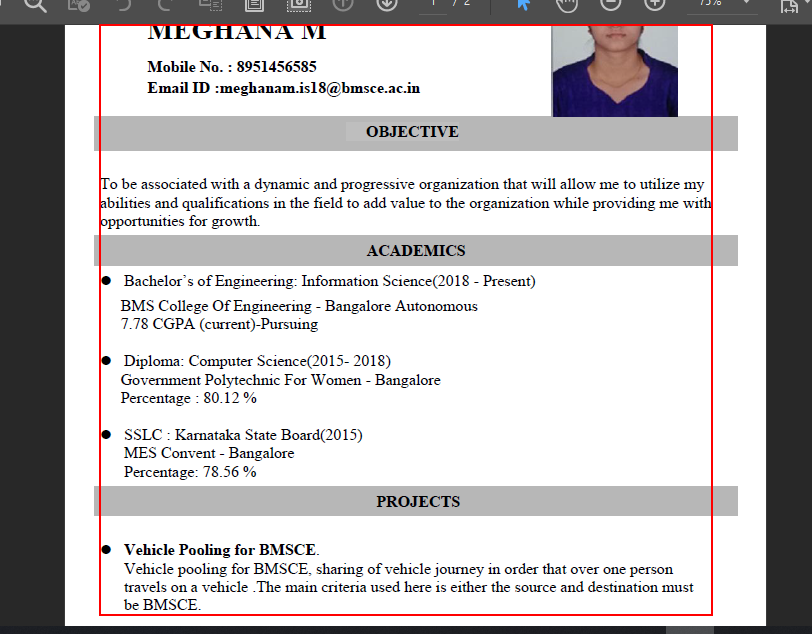 1 / 2
75%
MEGHANA M
Mobile No. : 8951456585
Email ID :meghanam.is18@bmsce.ac.in
OBJECTIVE
To be associated with a dynamic and progressive organization that will allow me to utilize my
abilities and qualifications in the field to add value to the organization while providing me with
opportunities for growth.
ACADEMICS
● Bachelor’s of Engineering: Information Science(2018 - Present)
BMS College Of Engineering - Bangalore Autonomous
7.78 CGPA (current)-Pursuing
● Diploma: Computer Science(2015- 2018)
Government Polytechnic For Women - Bangalore
Percentage : 80.12 %
● SSLC : Karnataka State Board(2015)
MES Convent - Bangalore
Percentage: 78.56 %
PROJECTS
● Vehicle Pooling for BMSCE.
Vehicle pooling for BMSCE, sharing of vehicle journey in order that over one person
travels on a vehicle .The main criteria used here is either the source and destination must
be BMSCE.